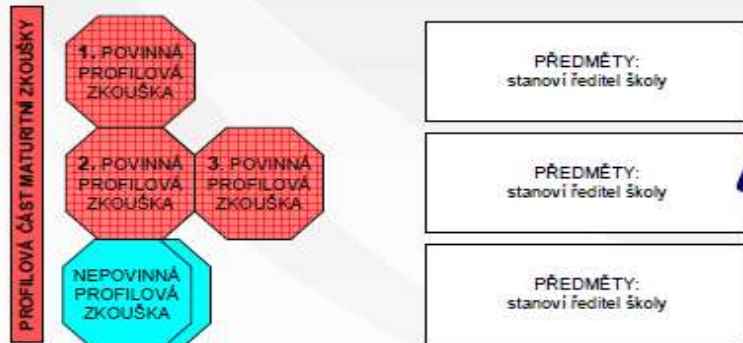 PROFILOVÁ ČÁST MATURITNÍ ZKOUŠKY
1. POVINNÁ
PROFILOVÁ
ZKOUŠKA
PŘEDMĚTY:
stanoví ředitel školy
2. POVINNÁ
PROFILOVÁ
ZKOUŠKA
3. POVINNÁ
PROFILOVÁ
ZKOUŠKA
PŘEDMĚTY:
stanoví ředitel školy
NEPOVINNÁ
PROFILOVÁ
ZKOUŠKA
PŘEDMĚTY:
stanoví ředitel školy